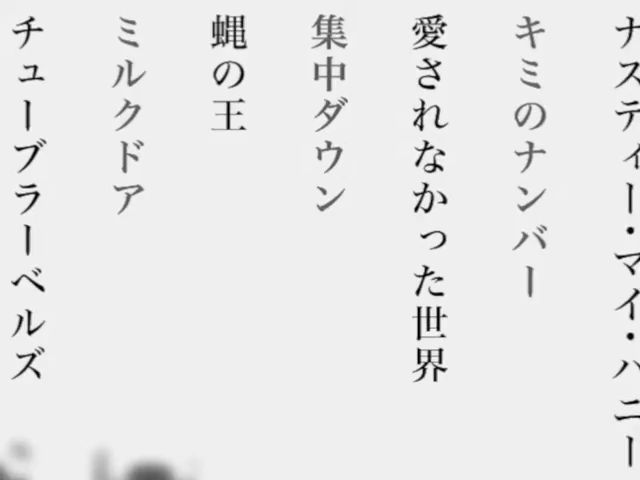 ナスティー・マイ・ハニー
キミのナンバー
愛されなかった世界
集中ダウン
蝿の王
ミルクドア
チューブラーベルズ